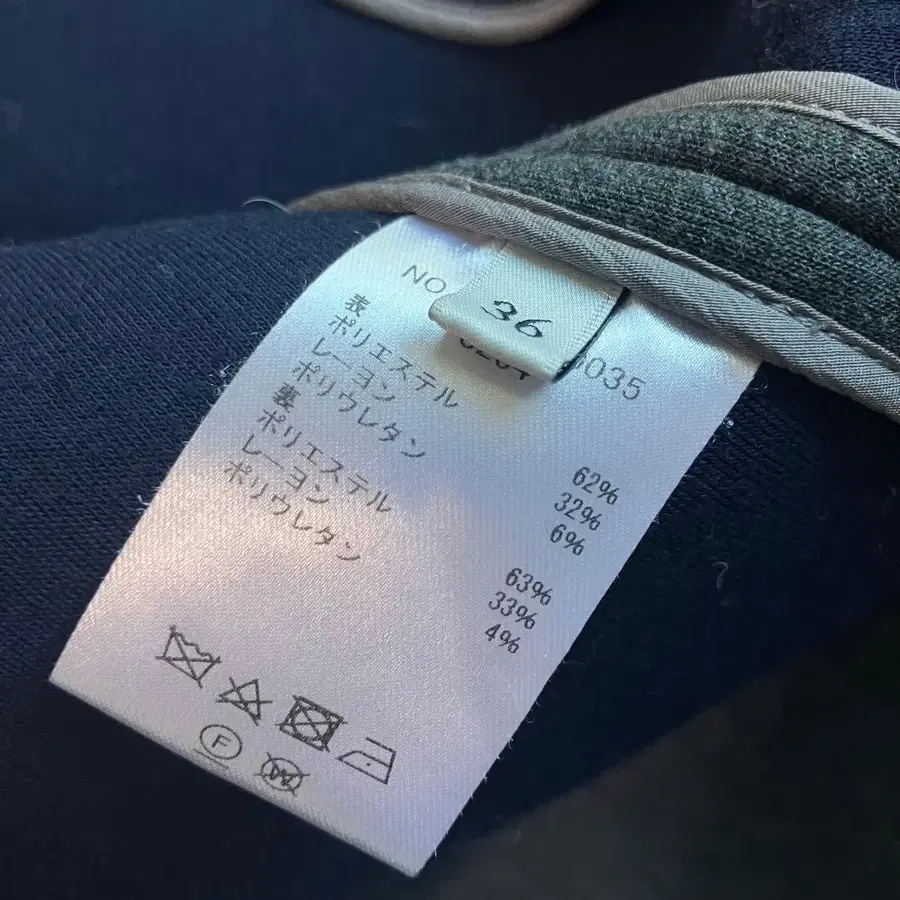 36
NO
6035
表
ポリエステル 62%
レーヨン 32%
ポリウレタン 6%
裏
ポリエステル 63%
レーヨン 33%
ポリウレタン 4%
F
W